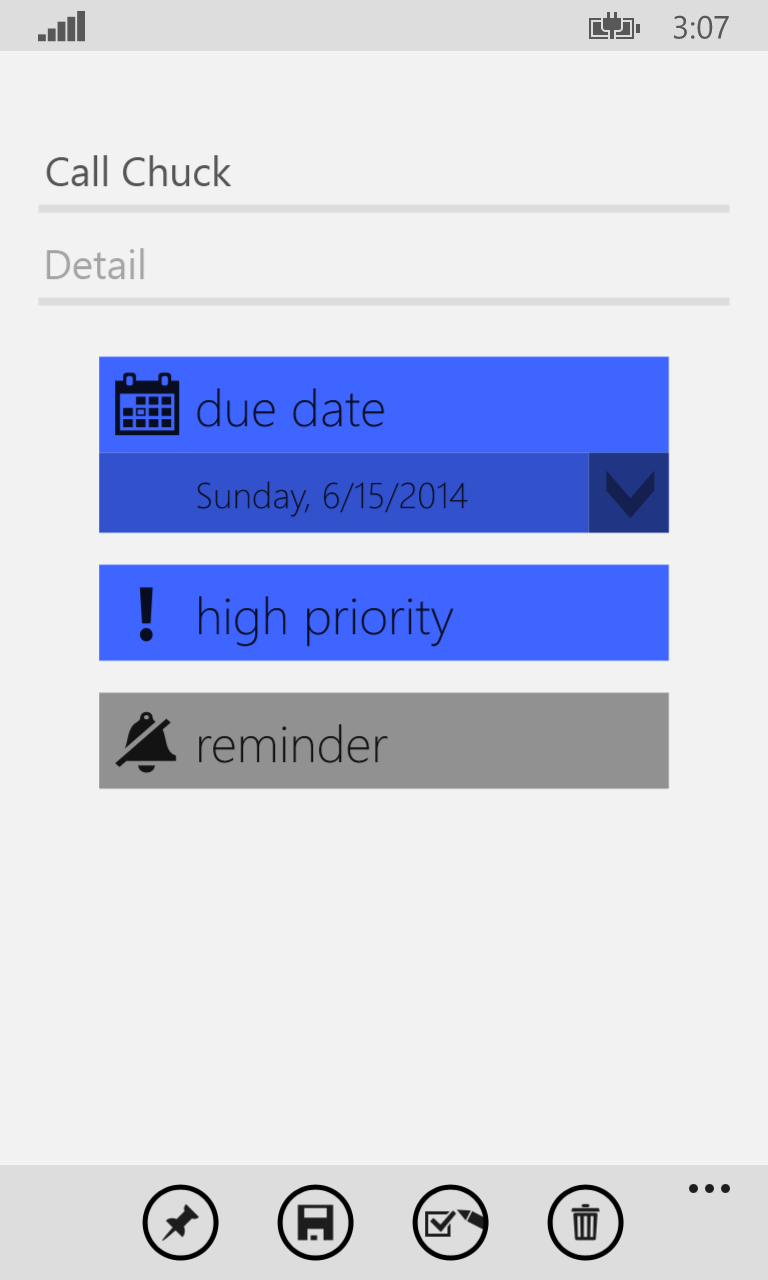 3:07
Call Chuck
Detail
due date
Sunday, 6/15/2014
high priority
reminder